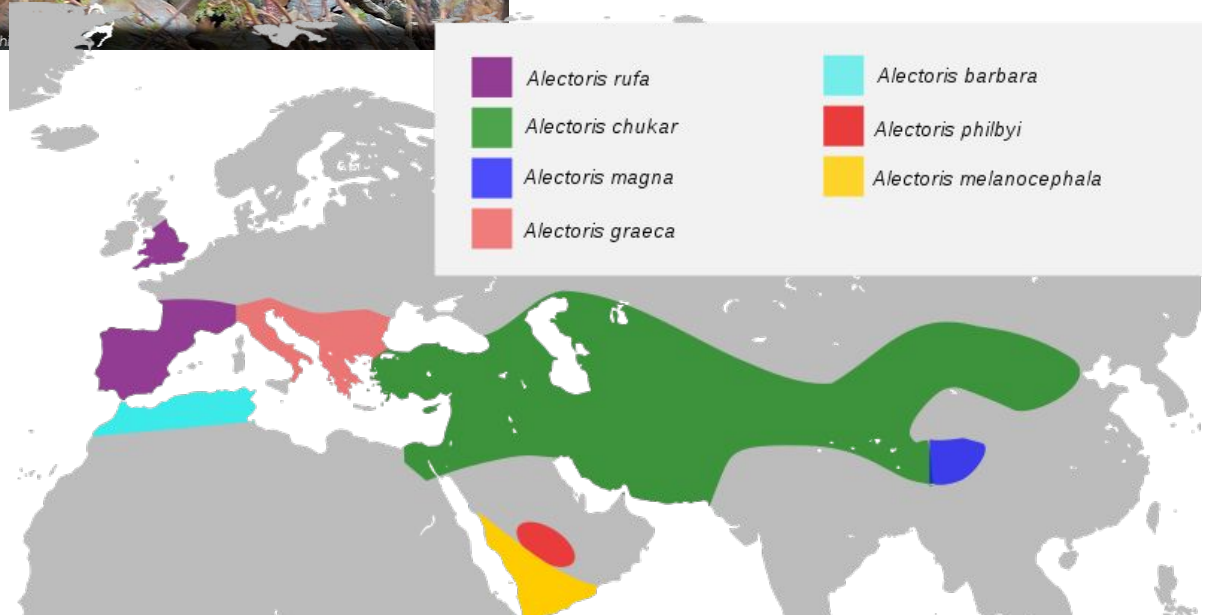 Alectoris rufa
Alectoris chukar
Alectoris magna
Alectoris graeca
Alectoris barbara
Alectoris philbyi
Alectoris melanocephala